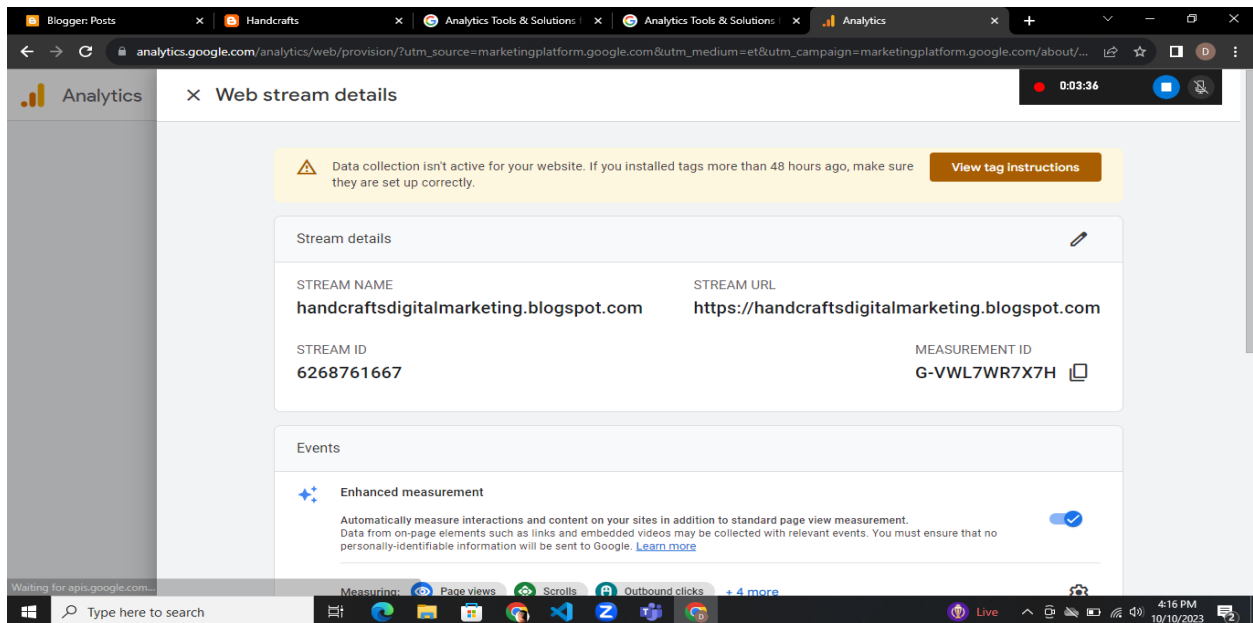 Blogger: Posts
Handcrafts
Analytics Tools & Solutions f
Analytics Tools & Solutions
Analytics
analytics.google.com/analytics/web/provision/?utm_source=marketingplatform.google.com&utm_medium=et&utm_campaign=marketingplatform.google.com/about/...
D
Analytics
Web stream details
0:03:36
Data collection isn't active for your website. If you installed tags more than 48 hours ago, make sure
they are set up correctly.
View tag instructions
Stream details
STREAM NAME
STREAM URL
handcraftsdigitalmarketing.blogspot.com
https://handcraftsdigitalmarketing.blogspot.com
STREAM ID
MEASUREMENT ID
6268761667
G-VWL7WR7X7H
Events
Enhanced measurement
Automatically measure interactions and content on your sites in addition to standard page view measurement.
Data from on-page elements such as links and embedded videos may be collected with relevant events. You must ensure that no
personally-identifiable information will be sent to Google. Learn more
Waiting for apis.google.com...
Measuring: Page views Scrolls Outbound clicks + 4 more
Type here to search
Live
4:16 PM
10/10/2023
2